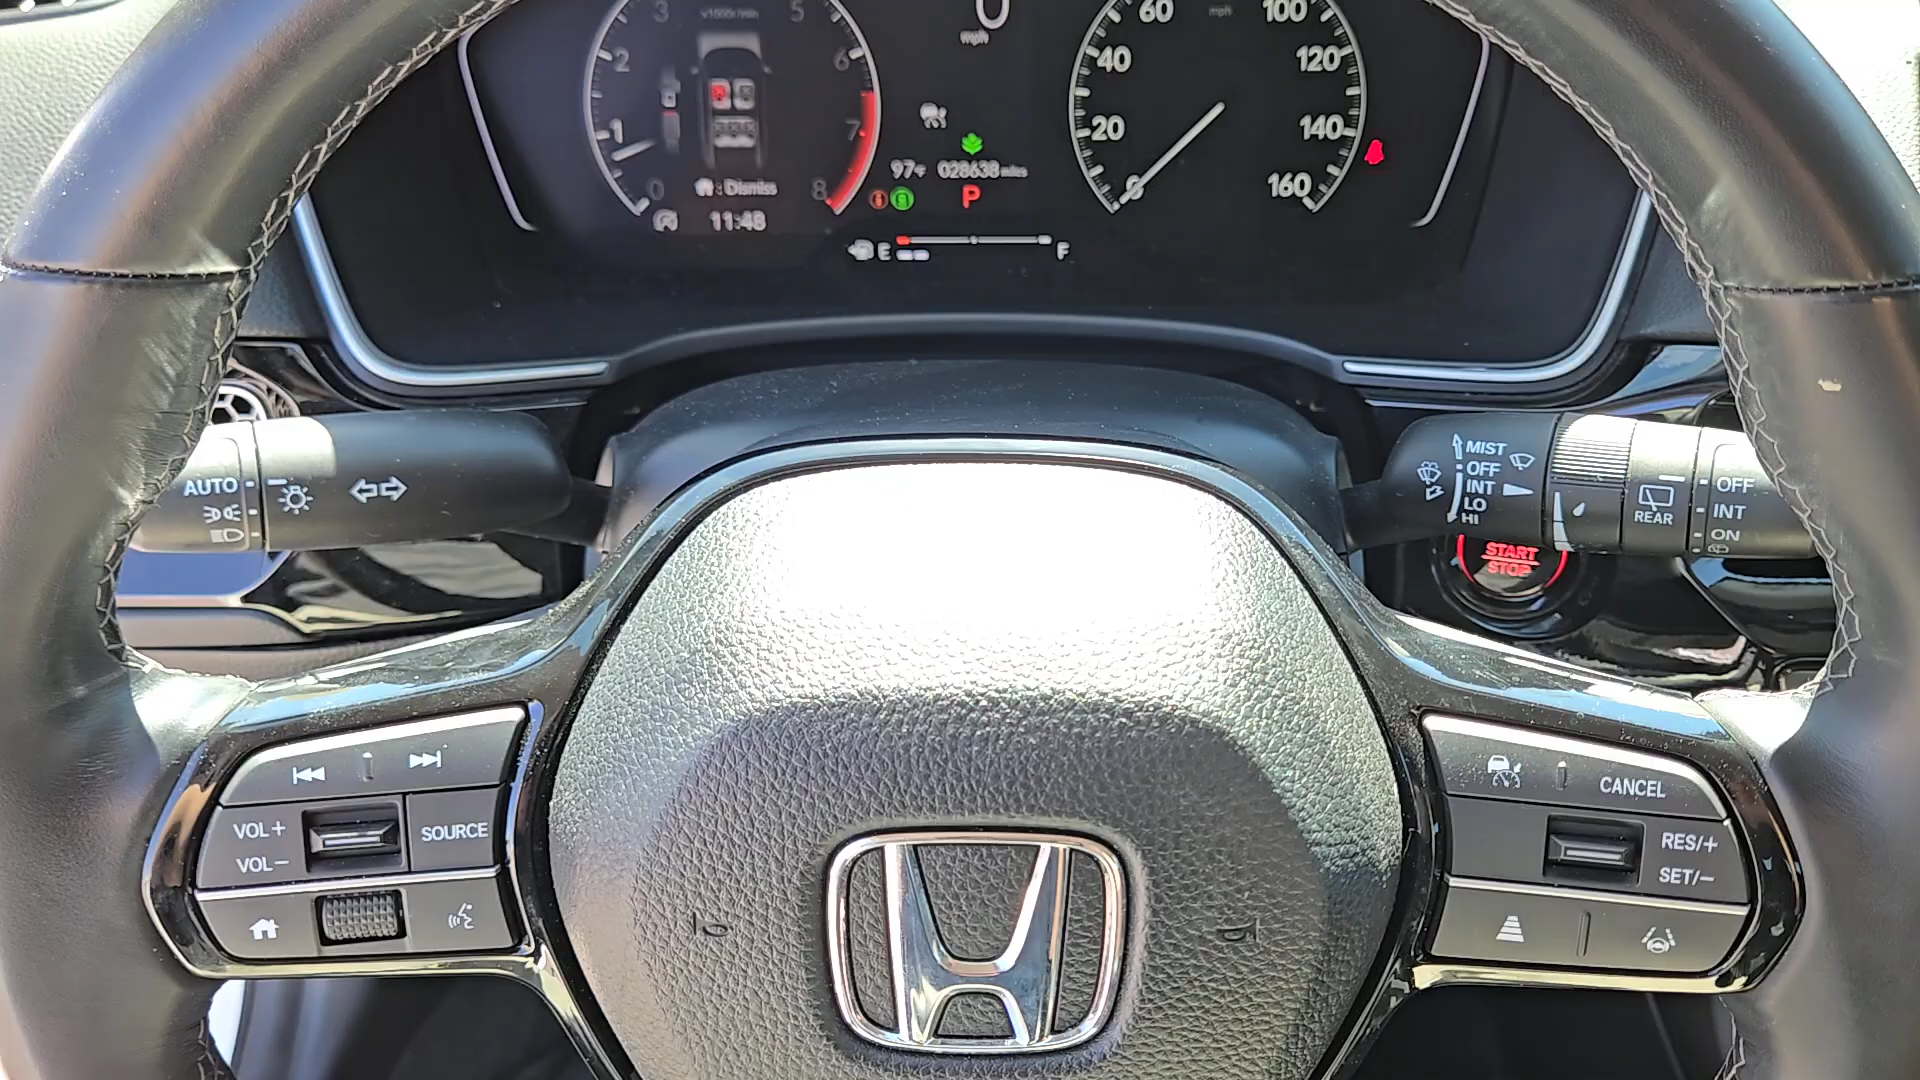 3
x1000r/min
5
0
mph
60
mph
100
2
6
40
120
1
7
20
140
0
: Dismiss
8
97°F
028638 miles
0
160
11:48
P
E
F
AUTO
MIST
OFF
INT
LO
HI
REAR
OFF
INT
ON
START
STOP
VOL+
VOL−
SOURCE
CANCEL
RES/+
SET/−